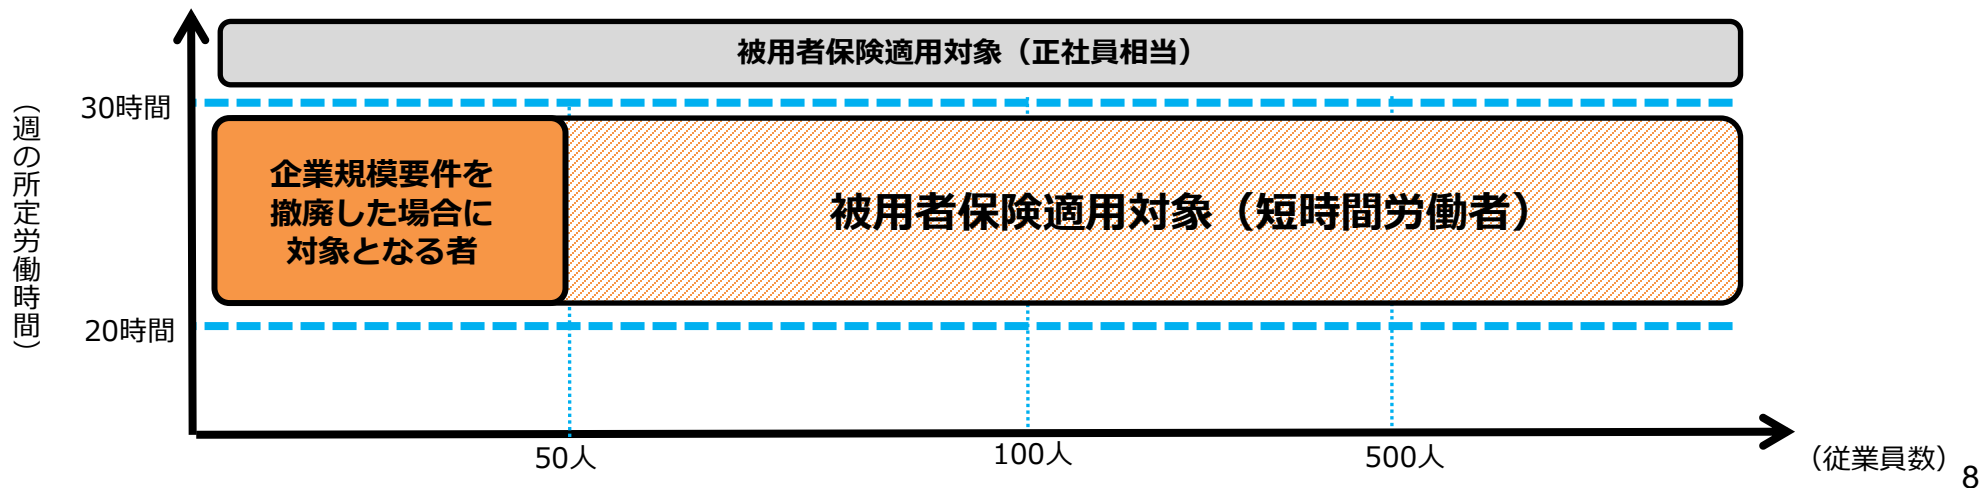 被用者保険適用対象（正社員相当）
30時間
（週の所定労働時間）
企業規模要件を
撤廃した場合に
対象となる者
被用者保険適用対象（短時間労働者）
20時間
50人
100人
500人
（従業員数）
8